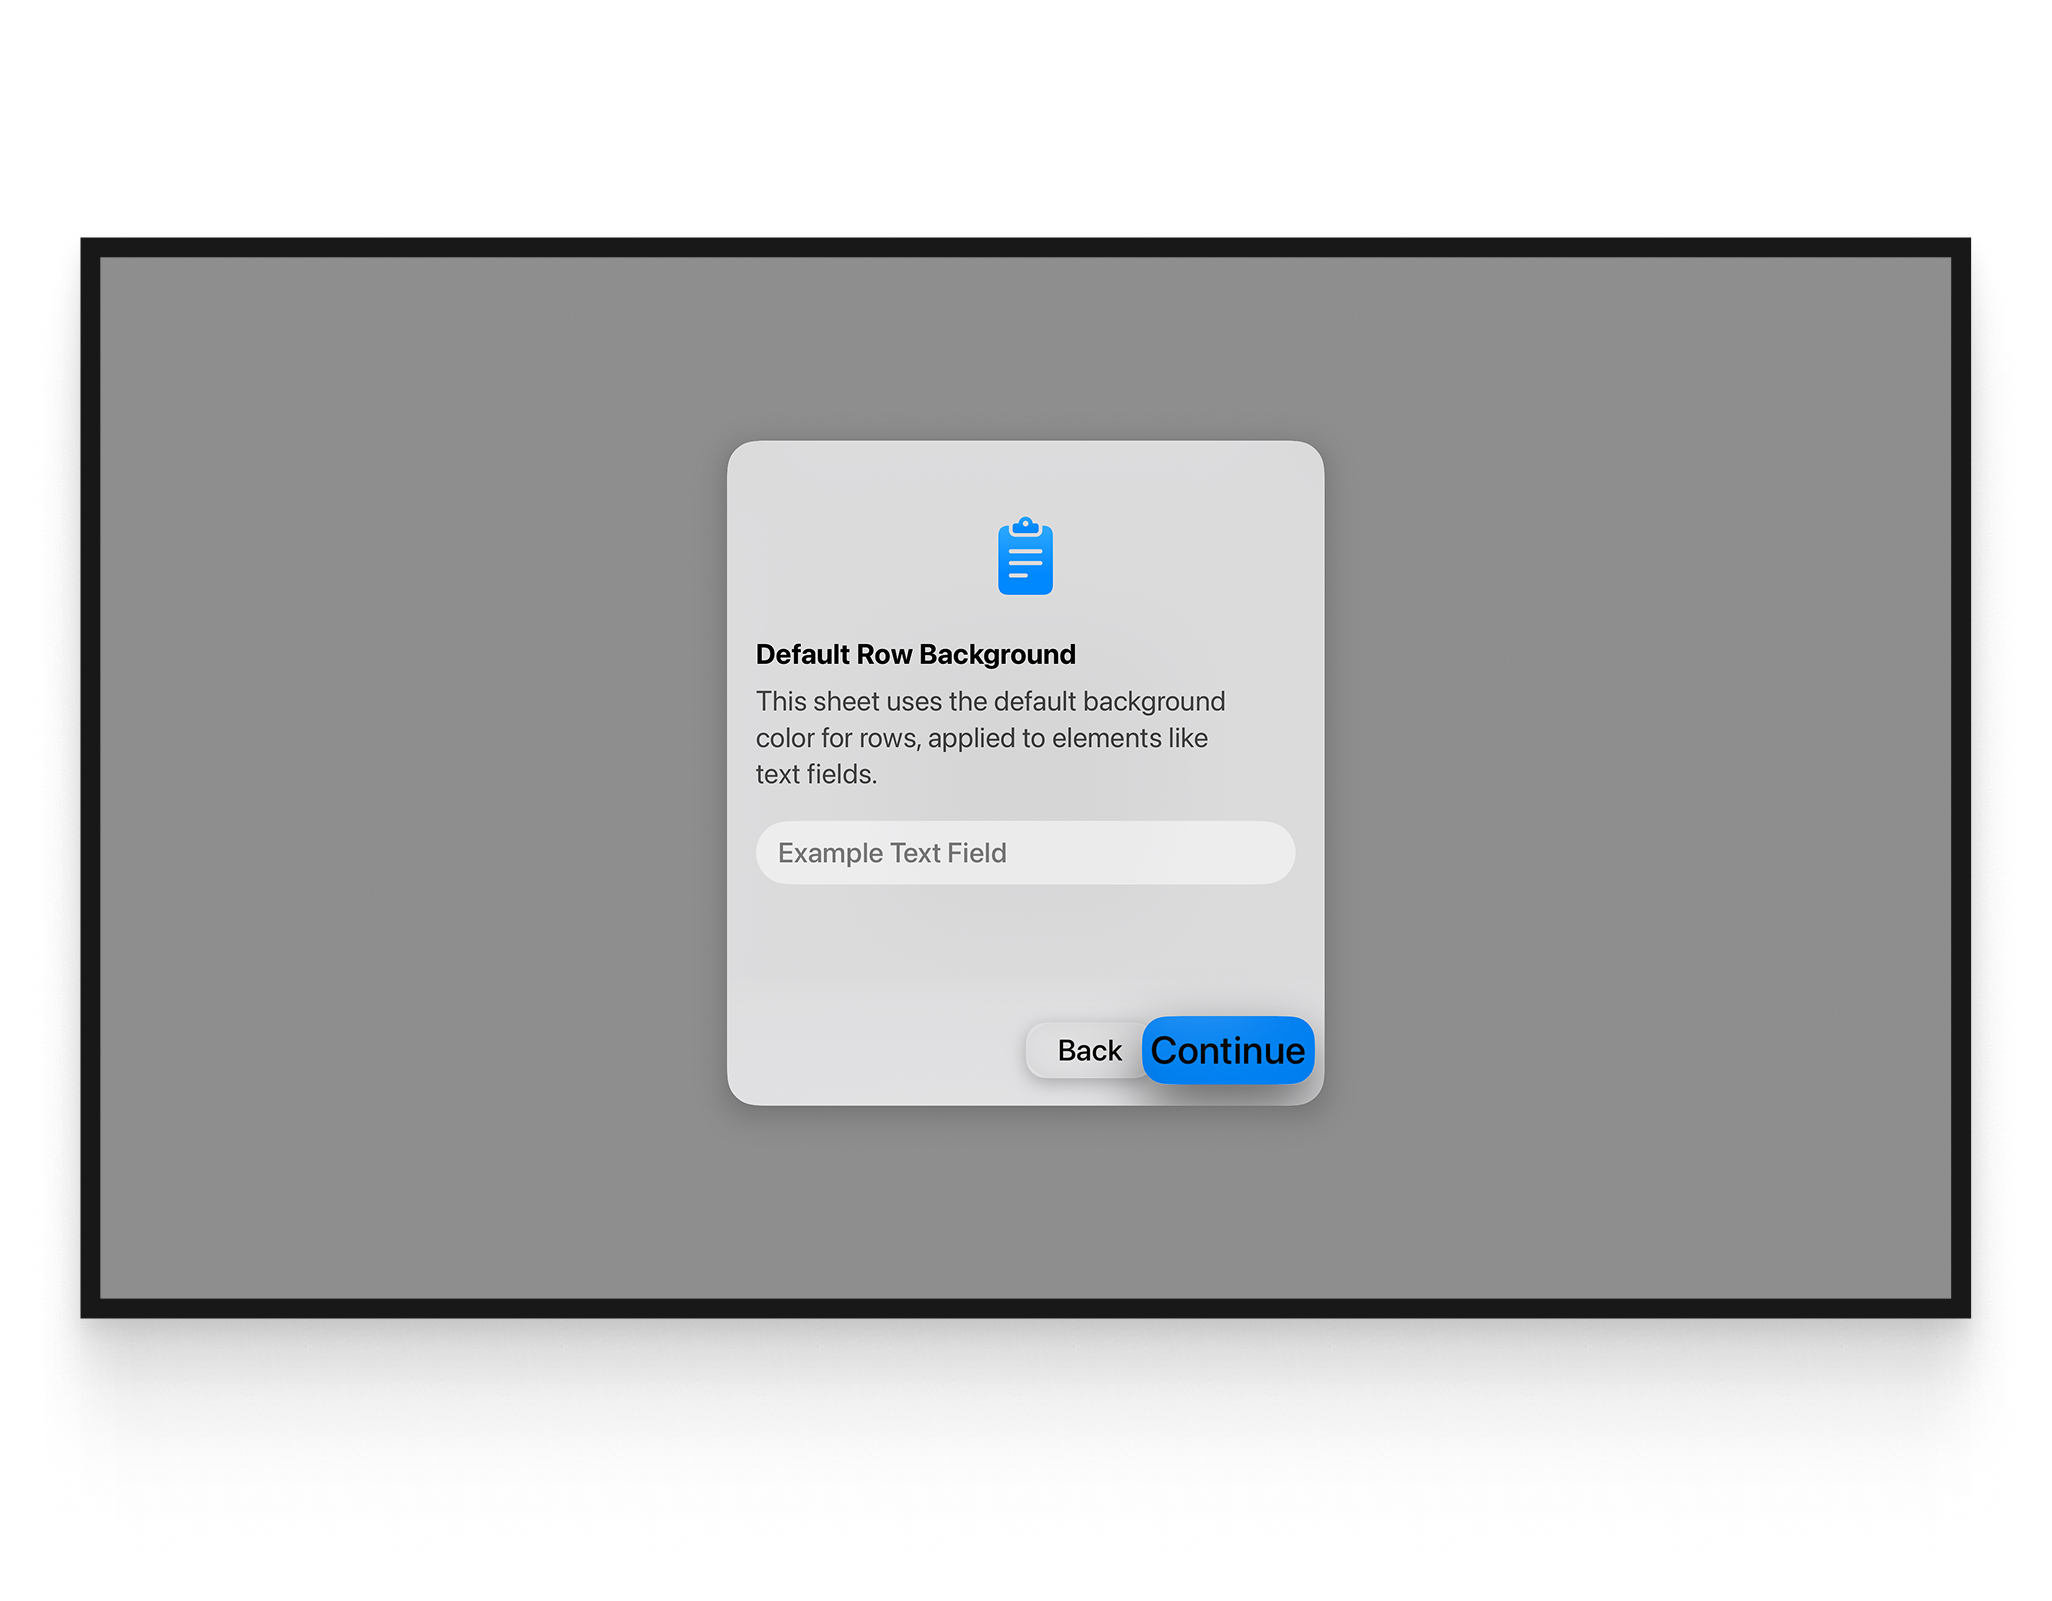 Default Row Background
This sheet uses the default background
color for rows, applied to elements like
text fields.
Example Text Field
Back
Continue